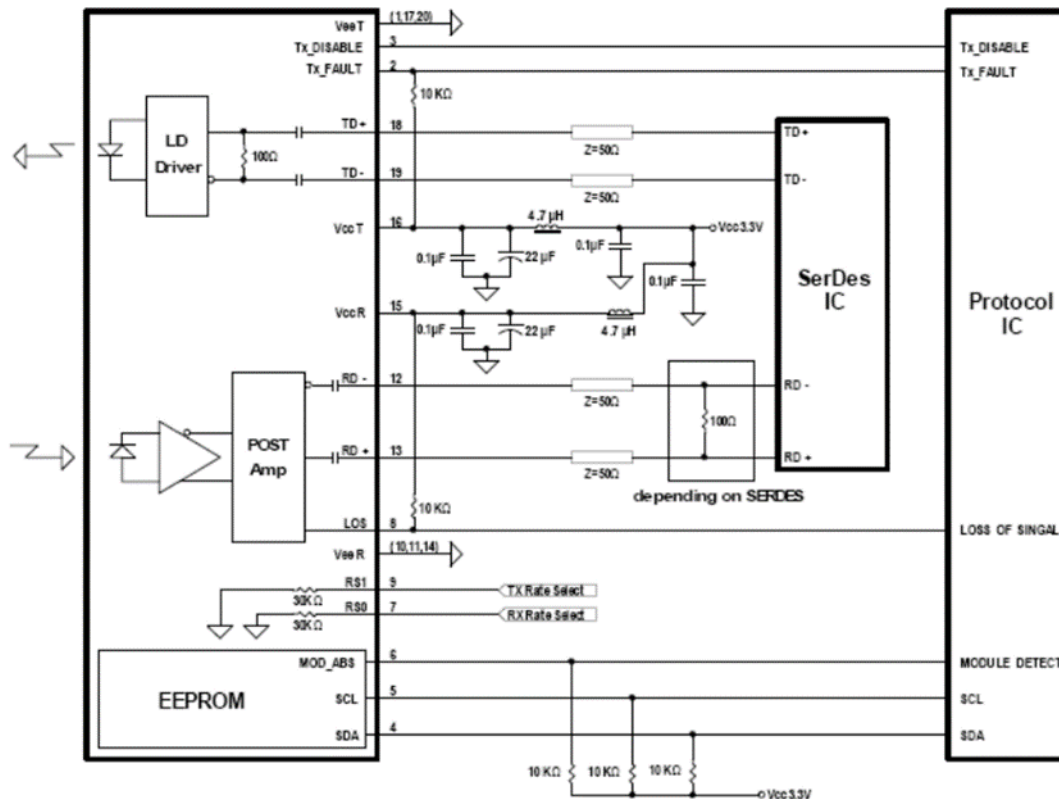 VeeT (1,17,20)
Tx_DISABLE 3 Tx_DISABLE
Tx_FAULT 2 Tx_FAULT
10 KΩ
LD
Driver
100Ω
TD+ 18 Z=50Ω TD+
TD- 19 Z=50Ω TD-
VccT 16 4.7 µH Vcc3.3V
0.1µF 22 µF 0.1µF 0.1µF
SerDes
IC
Protocol
IC
VccR 15
0.1µF 22 µF 4.7 µH
RD - 12 Z=50Ω RD -
100Ω
POST
Amp
RD + 13 Z=50Ω RD +
depending on SERDES
10 KΩ
LOS 8 LOSS OF SINGAL
VeeR (10,11,14)
RS1 9 TX Rate Select
30KΩ
RS0 7 RX Rate Select
30KΩ
MOD_ABS 6 MODULE DETECT
EEPROM
SCL 5 SCL
SDA 4 SDA
10 KΩ 10 KΩ 10 KΩ
Vcc3.3V